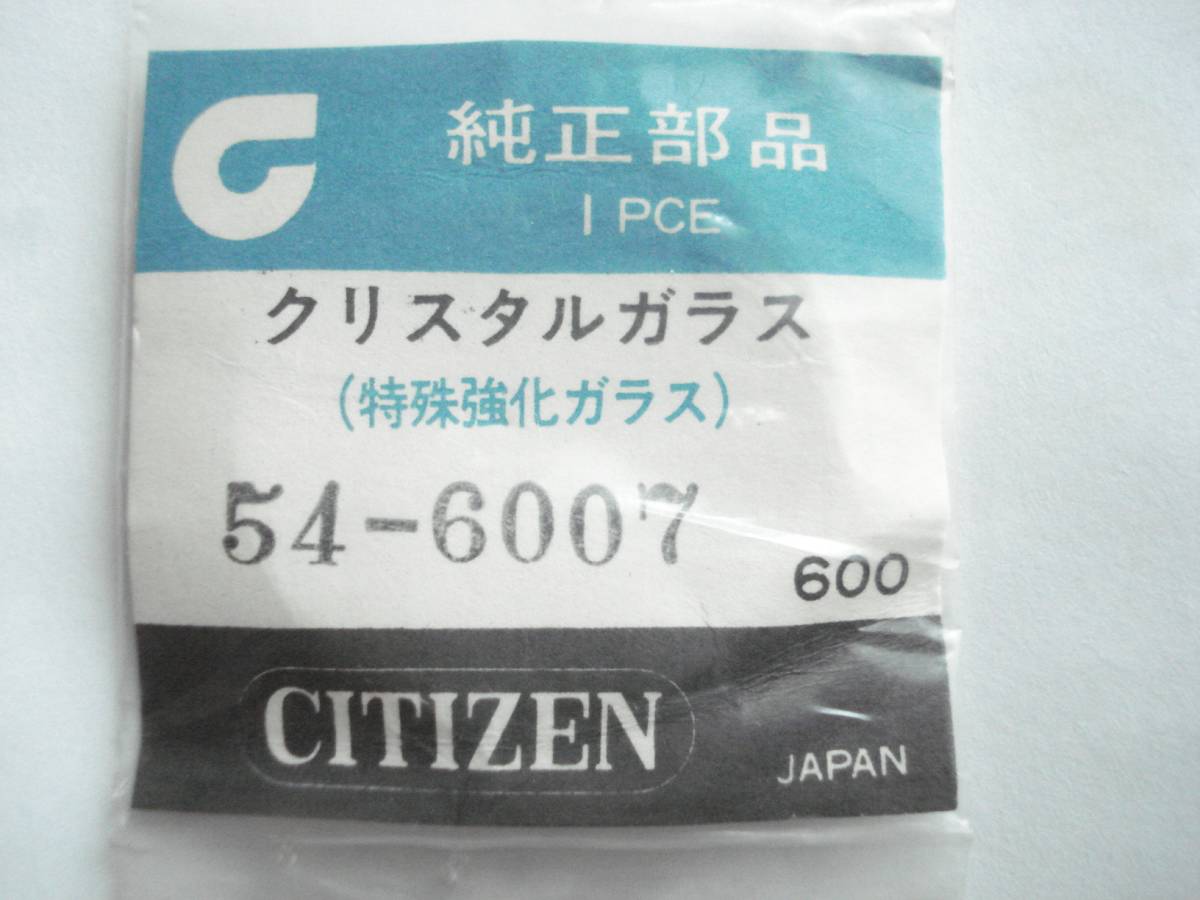 純正部品
1 PCE
クリスタルガラス
(特殊強化ガラス)
54-6007
600
CITIZEN
JAPAN